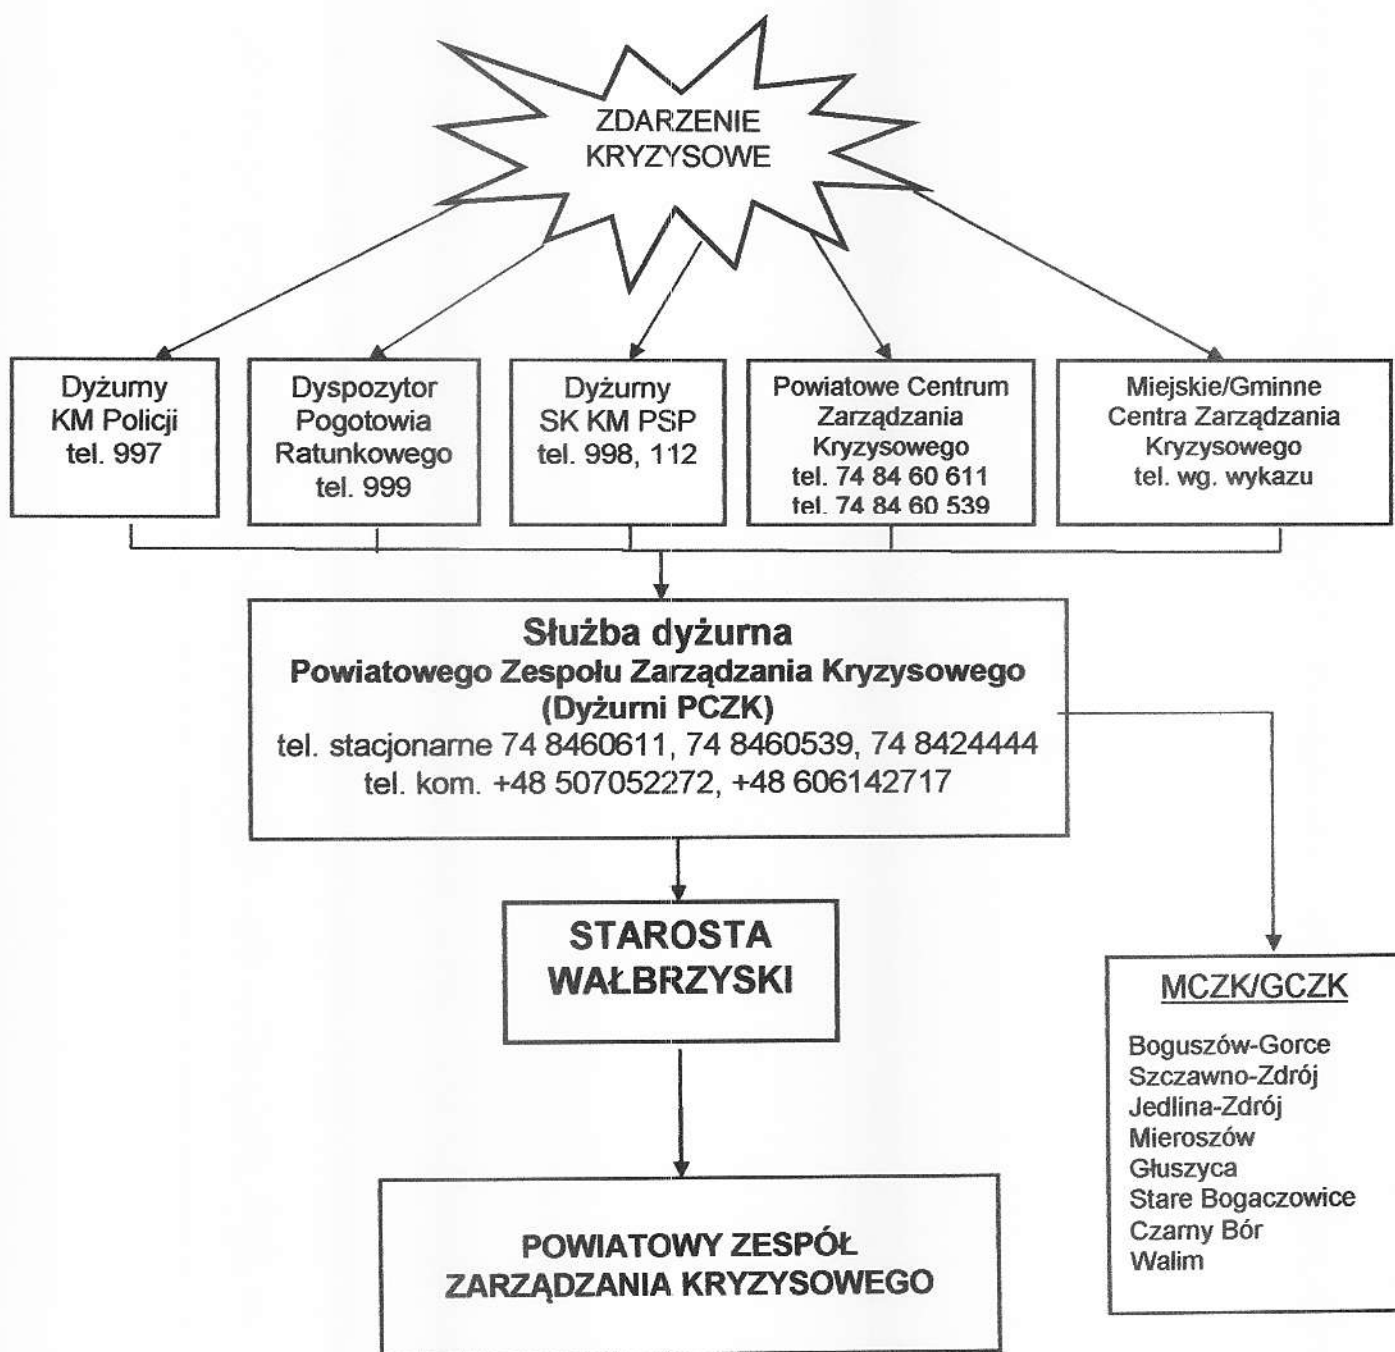 ZDARZENIE
KRYZYSOWE
Dyżurny
KM Policji
tel. 997
Dyspozytor
Pogotowia
Ratunkowego
tel. 999
Dyżurny
SK KM PSP
tel. 998, 112
Powiatowe Centrum
Zarządzania
Kryzysowego
tel. 74 84 60 611
tel. 74 84 60 539
Miejskie/Gminne
Centra Zarządzania
Kryzysowego
tel. wg. wykazu
Służba dyżurna
Powiatowego Zespołu Zarządzania Kryzysowego
(Dyżurni PCZK)
tel. stacjonarne 74 8460611, 74 8460539, 74 8424444
tel. kom. +48 507052272, +48 606142717
STAROSTA
WAŁBRZYSKI
MCZK/GCZK
Boguszów-Gorce
Szczawno-Zdrój
Jedlina-Zdrój
Mieroszów
Głuszyca
Stare Bogaczowice
Czarny Bór
Walim
POWIATOWY ZESPÓŁ
ZARZĄDZANIA KRYZYSOWEGO